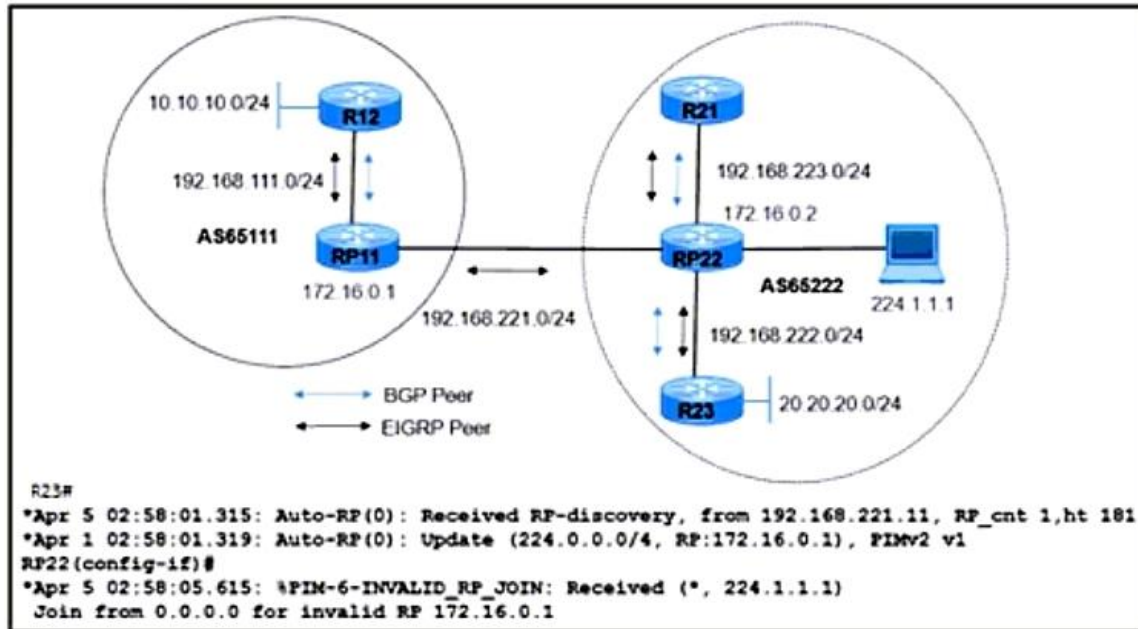 10.10.10.0/24
R12
R21
192.168.111.0/24
192.168.223.0/24
AS65111
172.16.0.2
RP11
RP22
AS65222
172.16.0.1
224.1.1.1
192.168.221.0/24
192.168.222.0/24
BGP Peer
R23
20.20.20.0/24
EIGRP Peer
R23#
*Apr 5 02:58:01.315: Auto-RP(0): Received RP-discovery, from 192.168.221.11, RP_cnt 1,ht 181
*Apr 1 02:58:01.319: Auto-RP(0): Update (224.0.0.0/4, RP:172.16.0.1), PIMv2 v1
RP22(config-if)#
*Apr 5 02:58:05.615: %PIM-6-INVALID_RP_JOIN: Received (*, 224.1.1.1)
Join from 0.0.0.0 for invalid RP 172.16.0.1